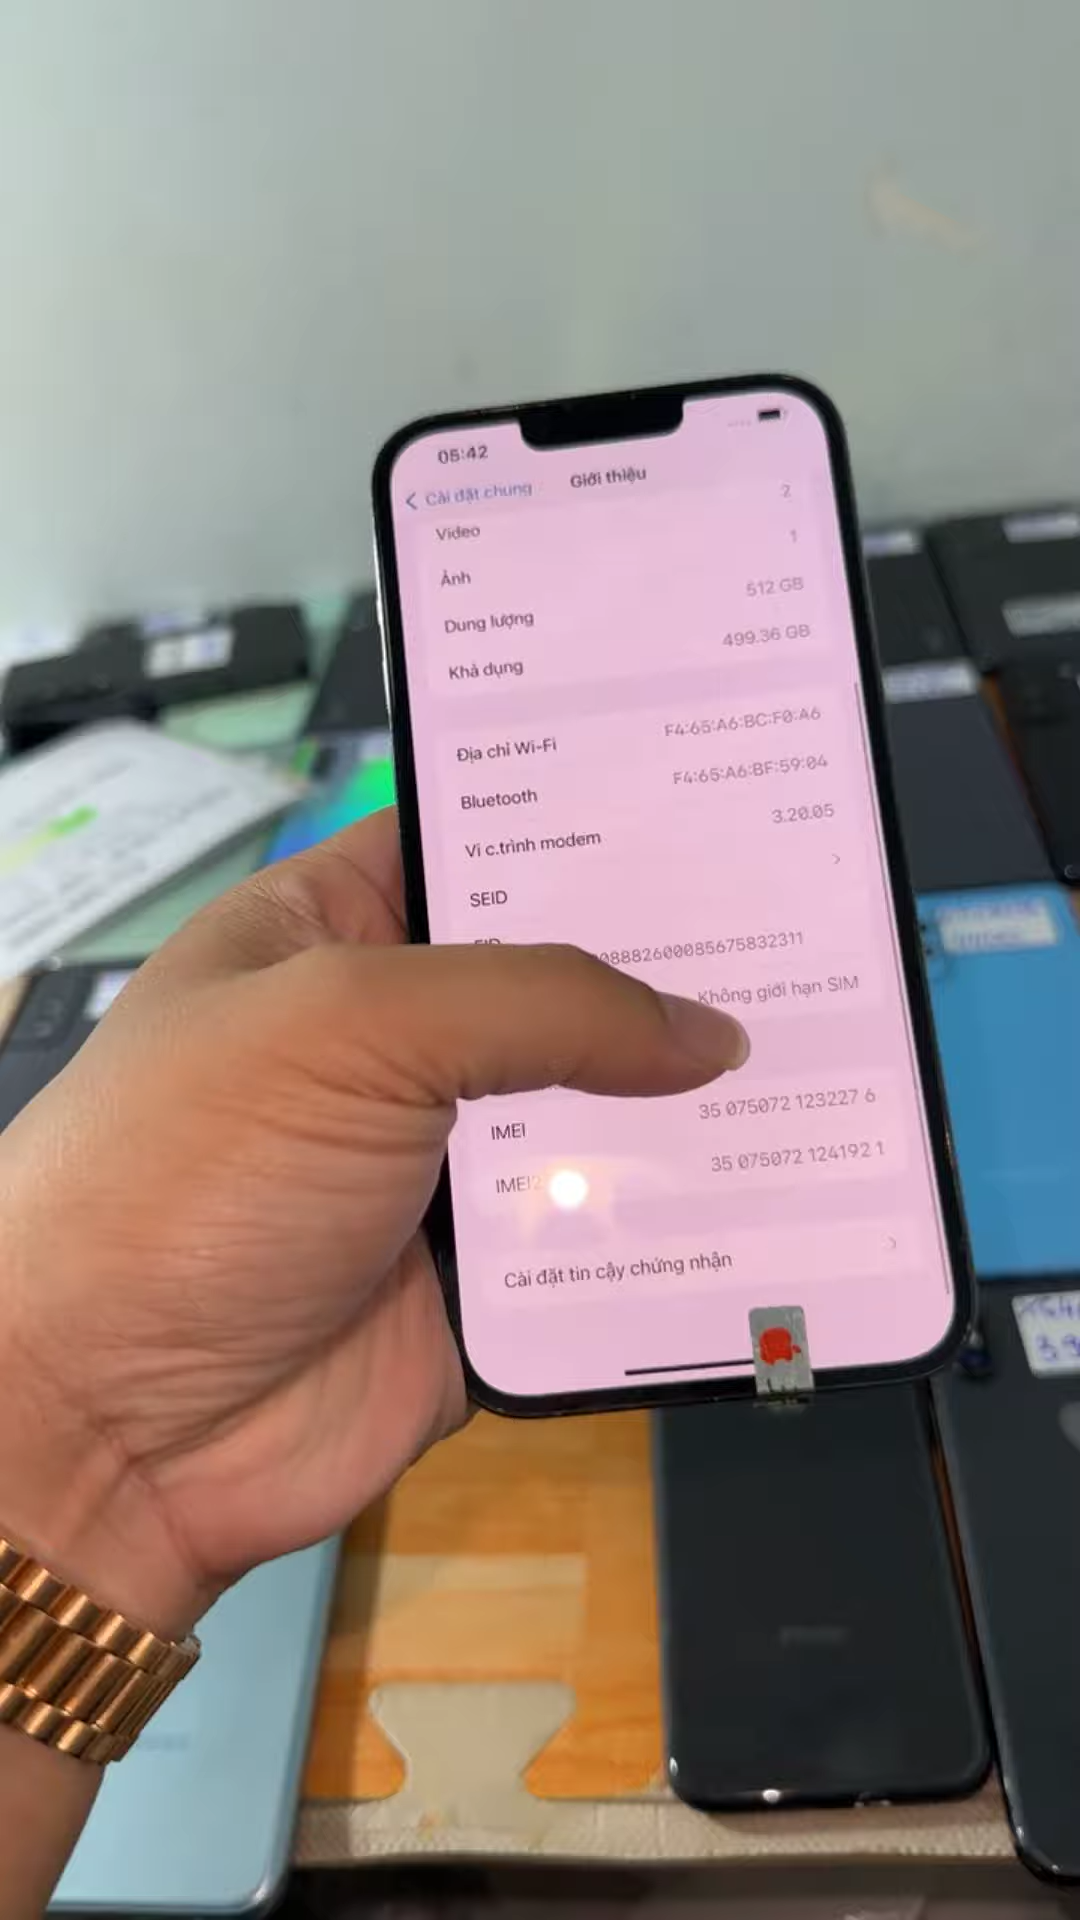 05:42
Cài đặt chung
Giới thiệu
Video 2
Ảnh 1
Dung lượng 512 GB
Khả dụng 499.36 GB
Địa chỉ Wi-Fi F4:65:A6:BC:F0:A6
Bluetooth F4:65:A6:BF:59:04
Vi c.trình modem 3.20.05
SEID
EID 08882600085675832311
Không giới hạn SIM
IMEI 35 075072 123227 6
IMEI2 35 075072 124192 1
Cài đặt tin cậy chứng nhận